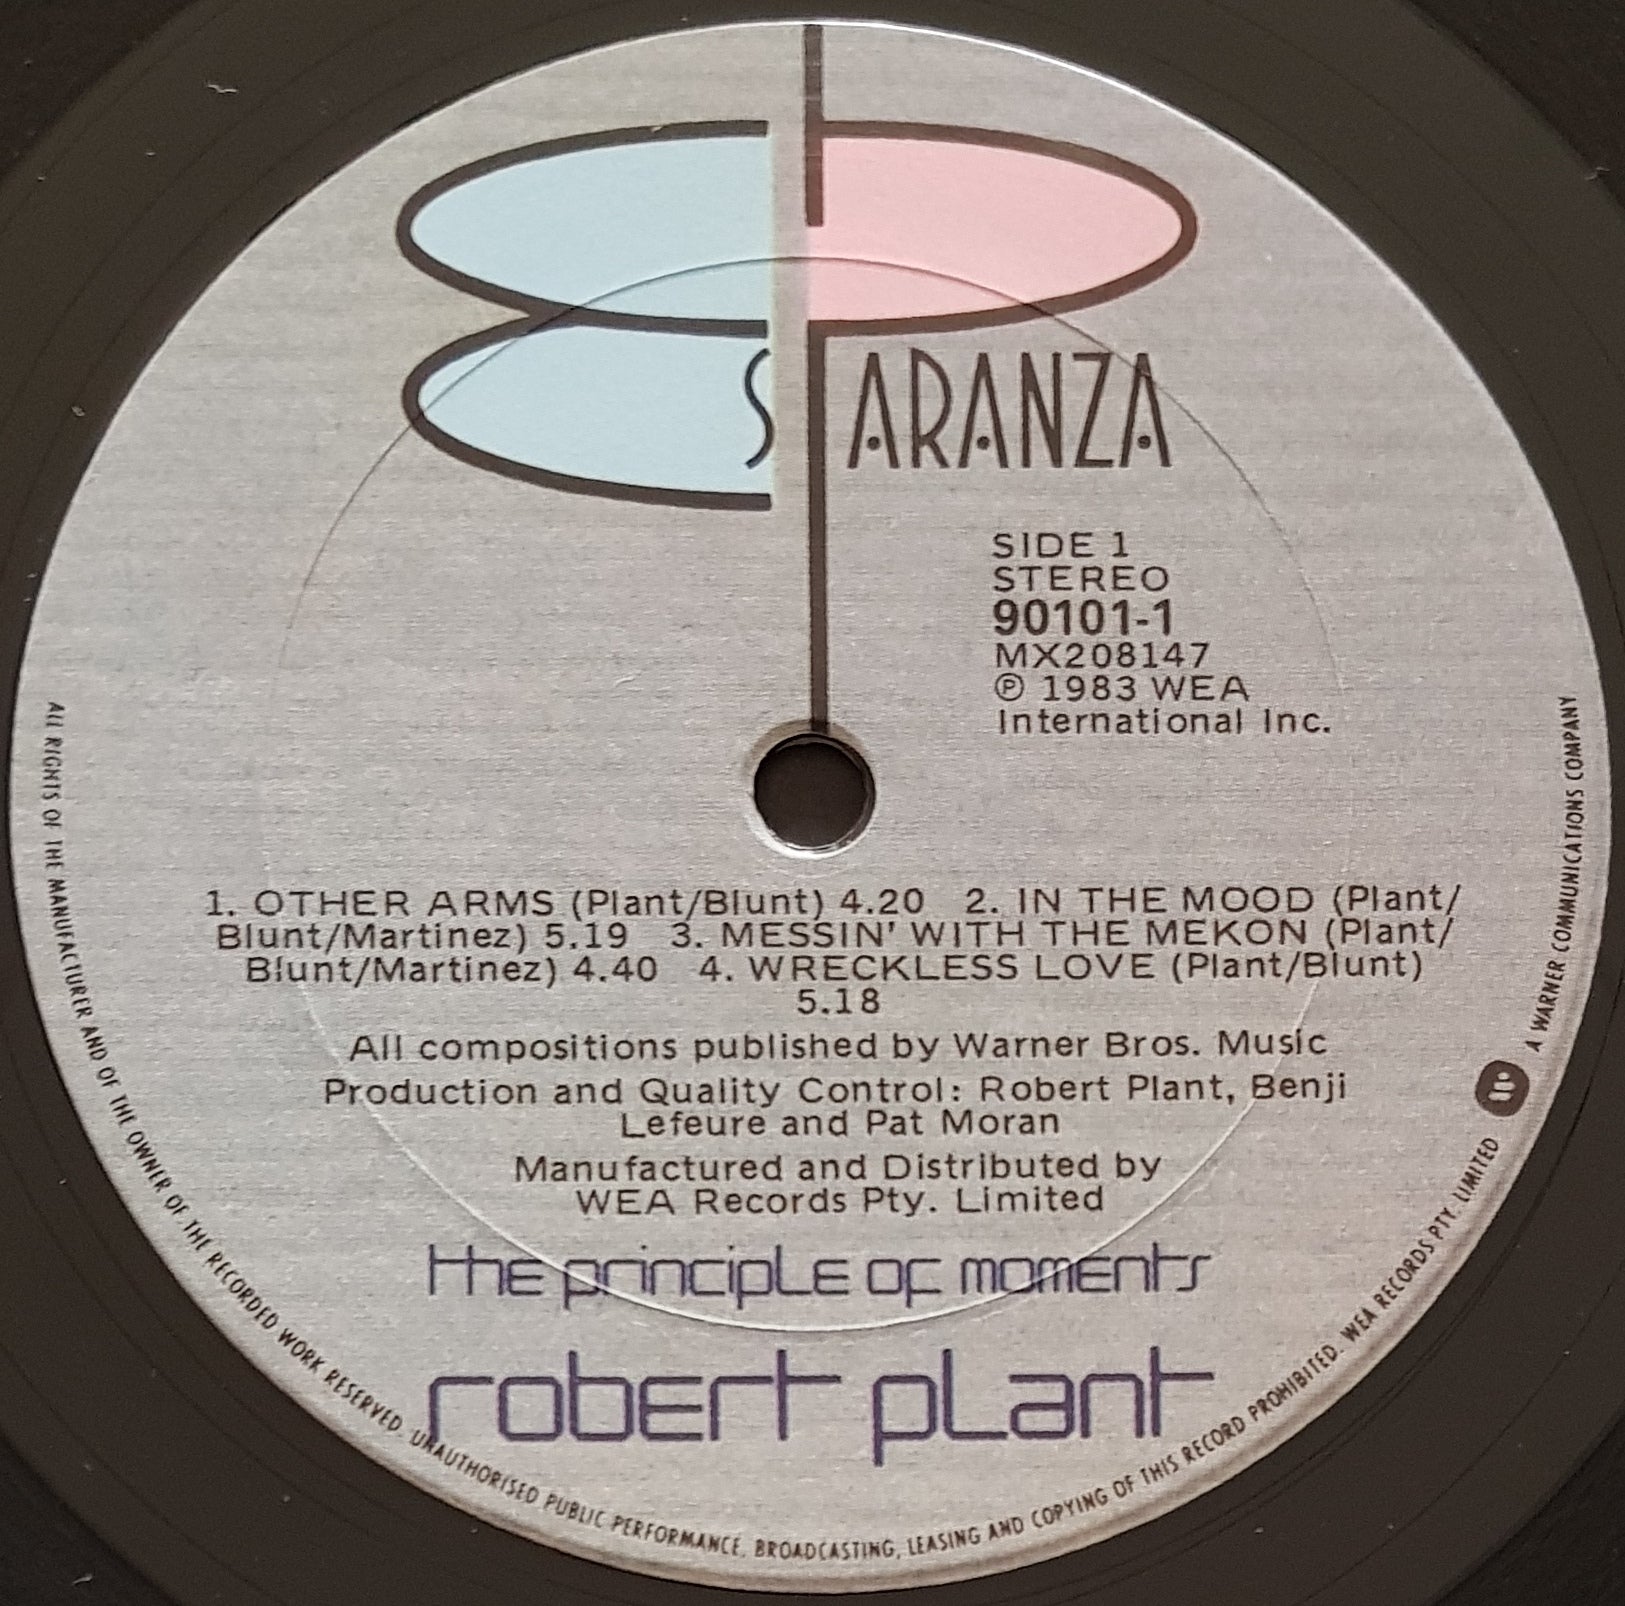 ESPARANZA
SIDE 1
STEREO
90101-1
MX208147
℗ 1983 WEA
International Inc.
1. OTHER ARMS (Plant/Blunt) 4.20 2. IN THE MOOD (Plant/
Blunt/Martinez) 5.19 3. MESSIN' WITH THE MEKON (Plant/
Blunt/Martinez) 4.40 4. WRECKLESS LOVE (Plant/Blunt)
5.18
All compositions published by Warner Bros. Music
Production and Quality Control: Robert Plant, Benji
Lefeure and Pat Moran
Manufactured and Distributed by
WEA Records Pty. Limited
the principle of moments
robert plant
ALL RIGHTS OF THE MANUFACTURER AND OF THE OWNER OF THE RECORDED WORK RESERVED. UNAUTHORISED PUBLIC PERFORMANCE, BROADCASTING, LEASING AND COPYING OF THIS RECORD PROHIBITED. WEA RECORDS PTY. LIMITED A WARNER COMMUNICATIONS COMPANY